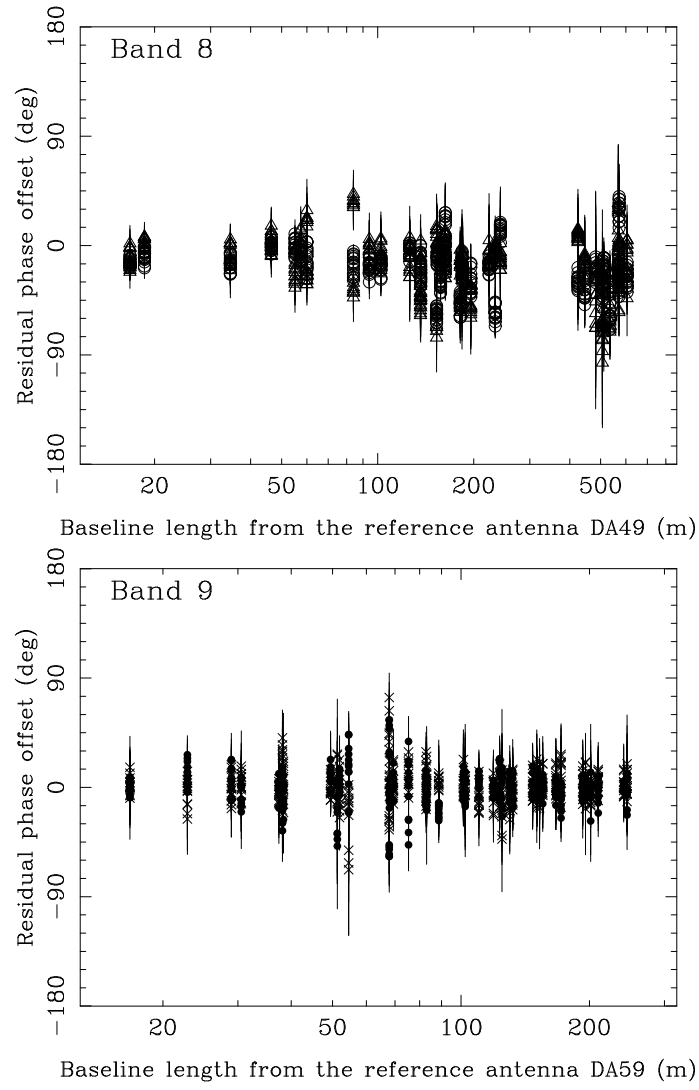 180
Band 8
90
0
−90
−180
Residual phase offset (deg)
20 50 100 200 500
Baseline length from the reference antenna DA49 (m)
180
Band 9
90
0
−90
−180
Residual phase offset (deg)
20 50 100 200
Baseline length from the reference antenna DA59 (m)